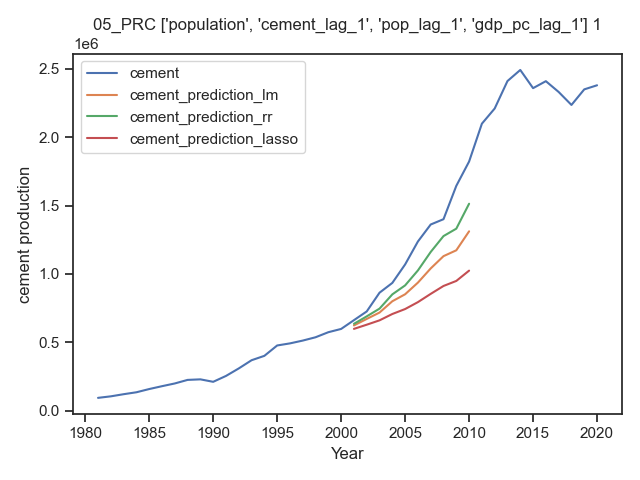 05_PRC ['population', 'cement_lag_1', 'pop_lag_1', 'gdp_pc_lag_1'] 1
1e6
cement
cement_prediction_lm
cement_prediction_rr
cement_prediction_lasso
2.5
2.0
1.5
1.0
0.5
0.0
cement production
1980
1985
1990
1995
2000
2005
2010
2015
2020
Year